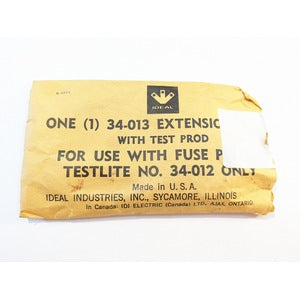 IDEAL
ONE (1) 34-013 EXTENSION
WITH TEST PROD
FOR USE WITH FUSE P
TESTLITE NO. 34-012 ONLY
Made in U.S.A.
IDEAL INDUSTRIES, INC., SYCAMORE, ILLINOIS
In Canada: IDI ELECTRIC (Canada) LTD. AJAX, ONTARIO